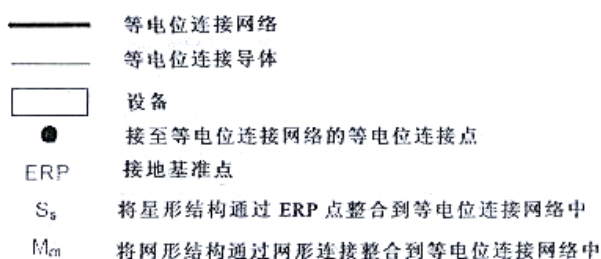 等电位连接网络
等电位连接导体
设备
接至等电位连接网络的等电位连接点
ERP 接地基准点
Ss 将星形结构通过 ERP 点整合到等电位连接网络中
Mm 将网形结构通过网形连接整合到等电位连接网络中